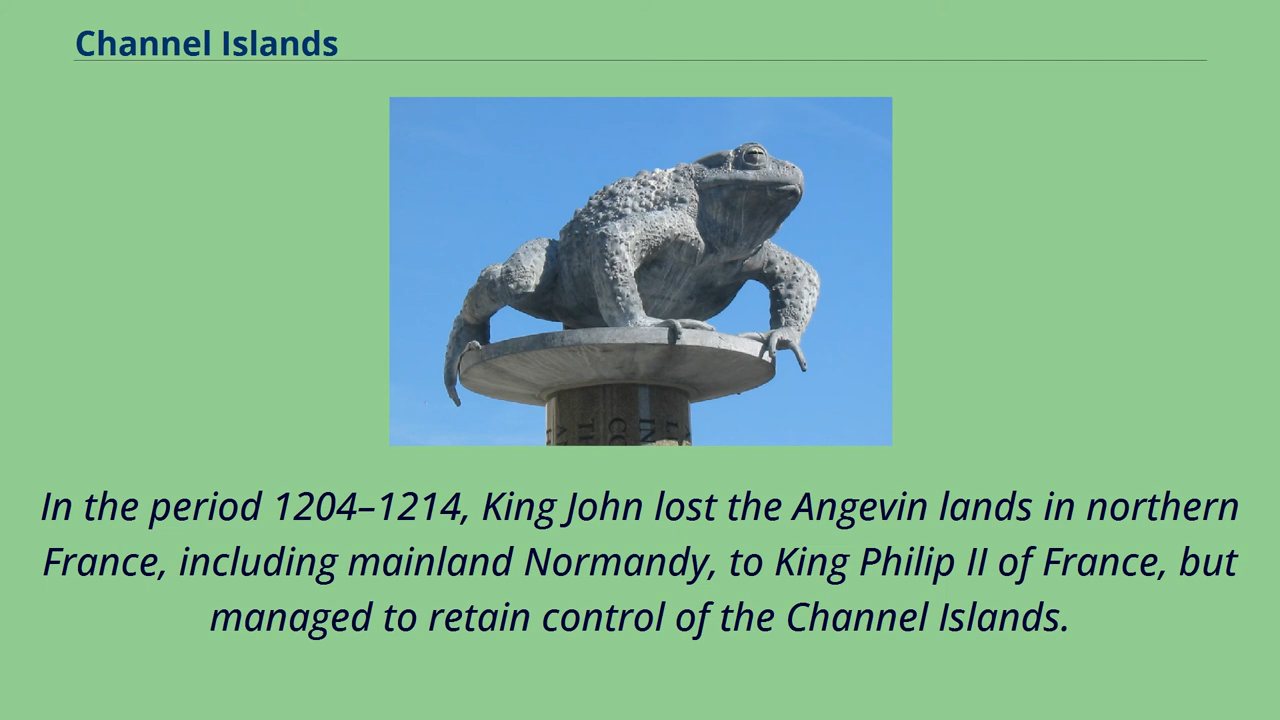 Channel Islands
In the period 1204–1214, King John lost the Angevin lands in northern
France, including mainland Normandy, to King Philip II of France, but
managed to retain control of the Channel Islands.